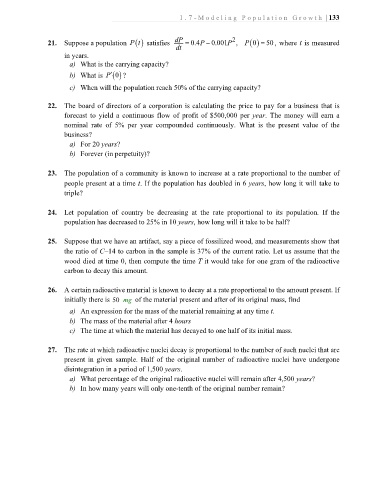 1.7-Modeling Population Growth | 133
21. Suppose a population P(t) satisfies dP/dt = 0.4P − 0.001P², P(0) = 50, where t is measured
in years.
a) What is the carrying capacity?
b) What is P′(0)?
c) When will the population reach 50% of the carrying capacity?
22. The board of directors of a corporation is calculating the price to pay for a business that is
forecast to yield a continuous flow of profit of $500,000 per year. The money will earn a
nominal rate of 5% per year compounded continuously. What is the present value of the
business?
a) For 20 years?
b) Forever (in perpetuity)?
23. The population of a community is known to increase at a rate proportional to the number of
people present at a time t. If the population has doubled in 6 years, how long it will take to
triple?
24. Let population of country be decreasing at the rate proportional to its population. If the
population has decreased to 25% in 10 years, how long will it take to be half?
25. Suppose that we have an artifact, say a piece of fossilized wood, and measurements show that
the ratio of C–14 to carbon in the sample is 37% of the current ratio. Let us assume that the
wood died at time 0, then compute the time T it would take for one gram of the radioactive
carbon to decay this amount.
26. A certain radioactive material is known to decay at a rate proportional to the amount present. If
initially there is 50 mg of the material present and after of its original mass, find
a) An expression for the mass of the material remaining at any time t.
b) The mass of the material after 4 hours
c) The time at which the material has decayed to one half of its initial mass.
27. The rate at which radioactive nuclei decay is proportional to the number of such nuclei that are
present in given sample. Half of the original number of radioactive nuclei have undergone
disintegration in a period of 1,500 years.
a) What percentage of the original radioactive nuclei will remain after 4,500 years?
b) In how many years will only one-tenth of the original number remain?